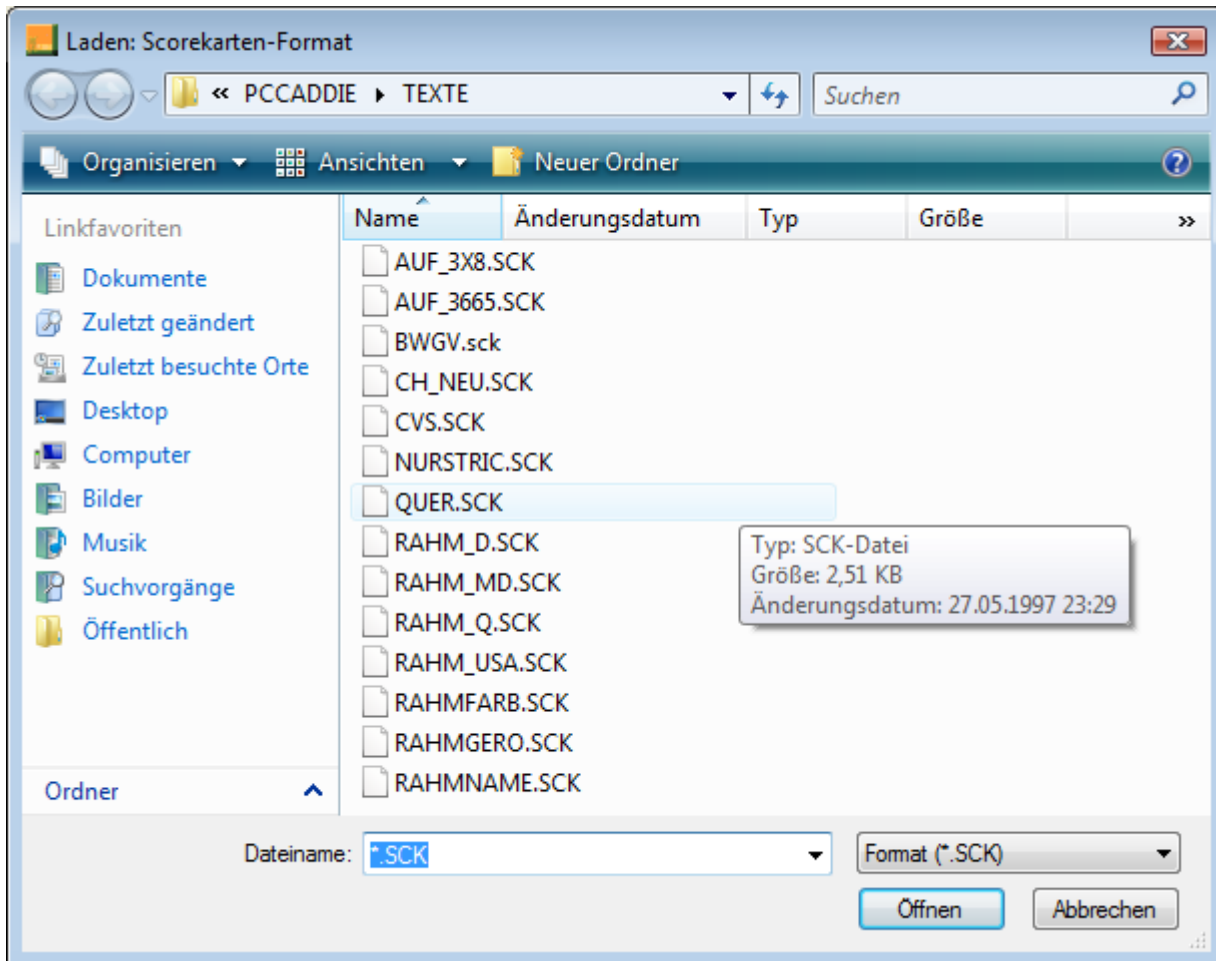 Laden: Scorekarten-Format
« PCCADDIE ▸ TEXTE
Suchen
Organisieren
Ansichten
Neuer Ordner
Linkfavoriten
Dokumente
Zuletzt geändert
Zuletzt besuchte Orte
Desktop
Computer
Bilder
Musik
Suchvorgänge
Öffentlich
Ordner
Name Änderungsdatum Typ Größe »
AUF_3X8.SCK
AUF_3665.SCK
BWGV.sck
CH_NEU.SCK
CVS.SCK
NURSTRIC.SCK
QUER.SCK
RAHM_D.SCK
RAHM_MD.SCK
RAHM_Q.SCK
RAHM_USA.SCK
RAHMFARB.SCK
RAHMGERO.SCK
RAHMNAME.SCK
Typ: SCK-Datei
Größe: 2,51 KB
Änderungsdatum: 27.05.1997 23:29
Dateiname: *.SCK
Format (*.SCK)
Öffnen
Abbrechen